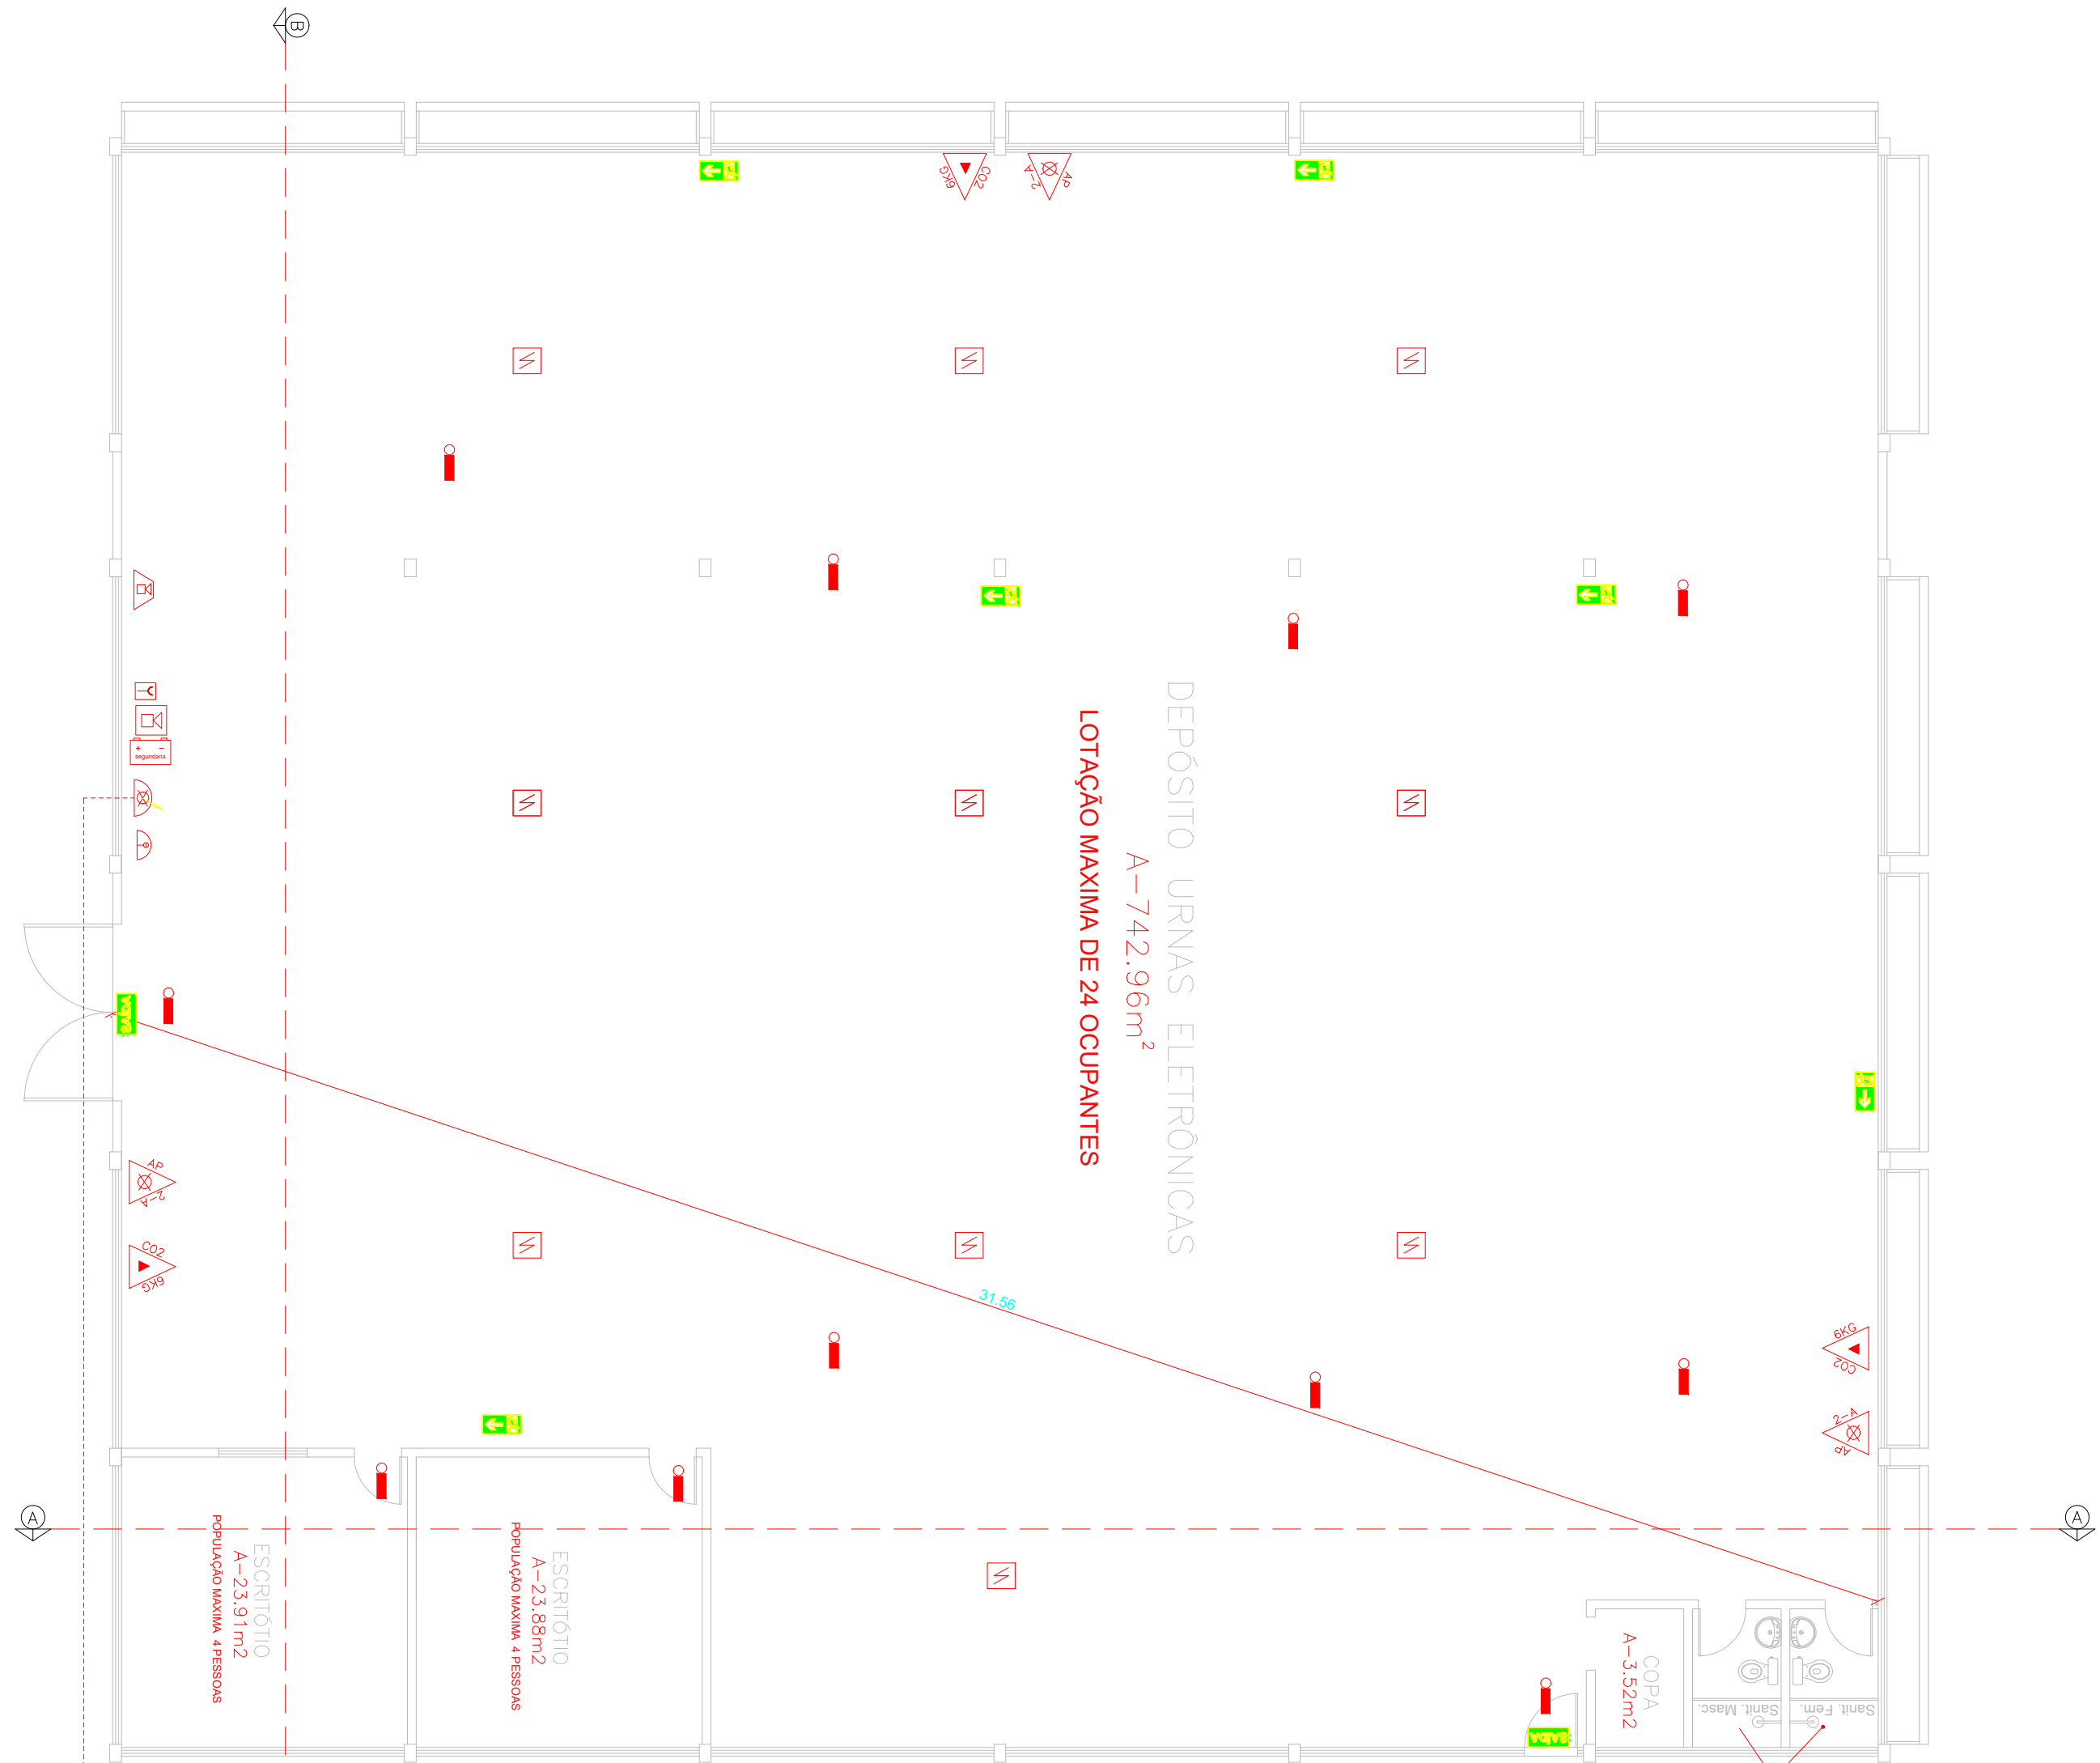 B
CO2
6KG
AP
2-A
DEPÓSITO URNAS ELETRÔNICAS
A-742.96m²
LOTAÇÃO MAXIMA DE 24 OCUPANTES
+ -
segundaria
SAÍDA
AP
2-A
CO2
6KG
31.56
6KG
CO2
2-A
AP
A
A
ESCRITÓTIO
A-23.91m2
POPULAÇÃO MAXIMA 4 PESSOAS
ESCRITÓTIO
A-23.88m2
POPULAÇÃO MAXIMA 4 PESSOAS
COPA
A-3.52m2
Sanit. Masc.
Sanit. Fem.
SAÍDA